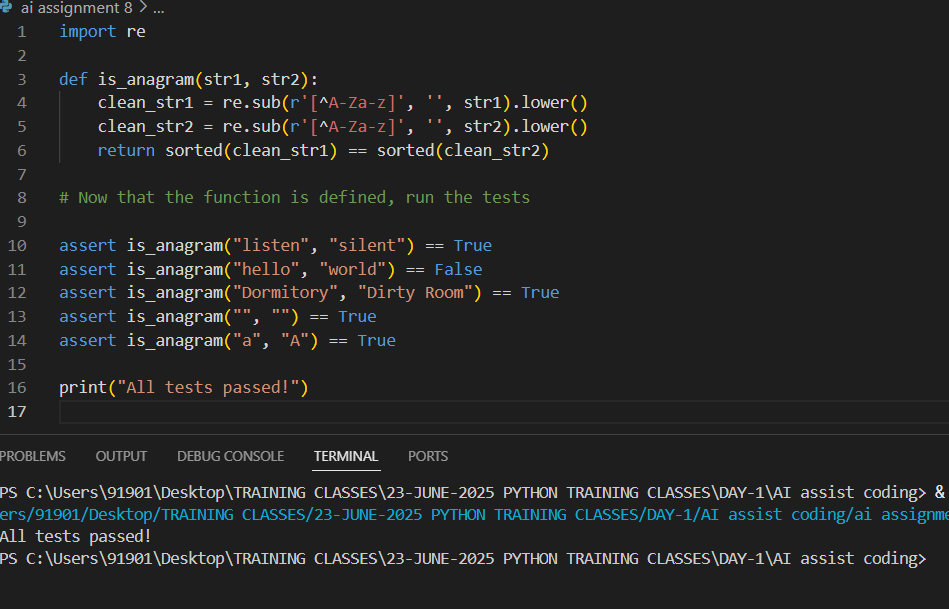 ai assignment 8 > ...
1 import re
2
3 def is_anagram(str1, str2):
4     clean_str1 = re.sub(r'[^A-Za-z]', '', str1).lower()
5     clean_str2 = re.sub(r'[^A-Za-z]', '', str2).lower()
6     return sorted(clean_str1) == sorted(clean_str2)
7
8 # Now that the function is defined, run the tests
9
10 assert is_anagram("listen", "silent") == True
11 assert is_anagram("hello", "world") == False
12 assert is_anagram("Dormitory", "Dirty Room") == True
13 assert is_anagram("", "") == True
14 assert is_anagram("a", "A") == True
15
16 print("All tests passed!")
17
PROBLEMS OUTPUT DEBUG CONSOLE TERMINAL PORTS
PS C:\Users\91901\Desktop\TRAINING CLASSES\23-JUNE-2025 PYTHON TRAINING CLASSES\DAY-1\AI assist coding> &
ers/91901/Desktop/TRAINING CLASSES/23-JUNE-2025 PYTHON TRAINING CLASSES/DAY-1/AI assist coding/ai assignme
All tests passed!
PS C:\Users\91901\Desktop\TRAINING CLASSES\23-JUNE-2025 PYTHON TRAINING CLASSES\DAY-1\AI assist coding>